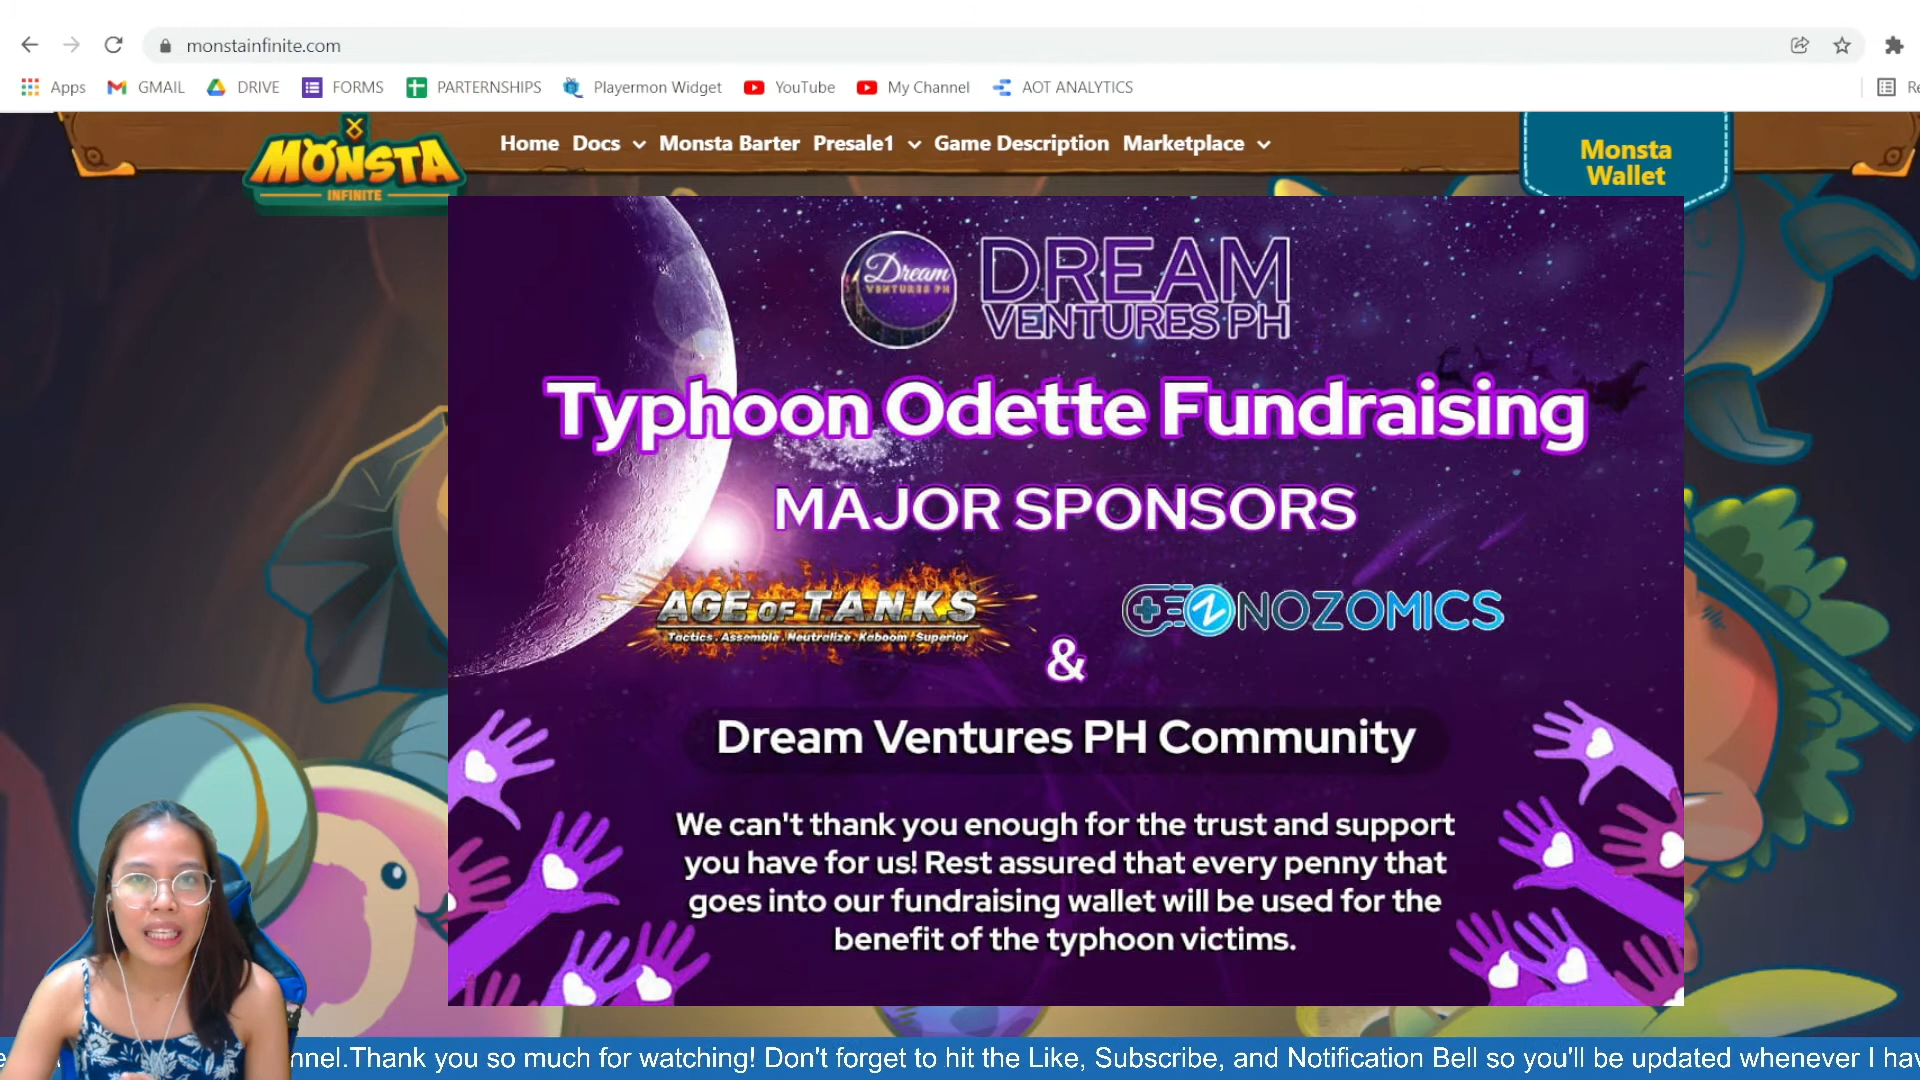 monstainfinite.com
Apps GMAIL DRIVE FORMS PARTERNSHIPS Playermon Widget YouTube My Channel AOT ANALYTICS
MONSTA
INFINITE
Home Docs Monsta Barter Presale1 Game Description Marketplace
Monsta
Wallet
Dream
VENTURES PH
DREAM
VENTURES PH
Typhoon Odette Fundraising
MAJOR SPONSORS
AGE OF T.A.N.K.S
Tactics . Assemble . Neutralize . Kaboom . Superior
NOZOMICS
&
Dream Ventures PH Community
We can't thank you enough for the trust and support
you have for us! Rest assured that every penny that
goes into our fundraising wallet will be used for the
benefit of the typhoon victims.
nnel.Thank you so much for watching! Don't forget to hit the Like, Subscribe, and Notification Bell so you'll be updated whenever I hav